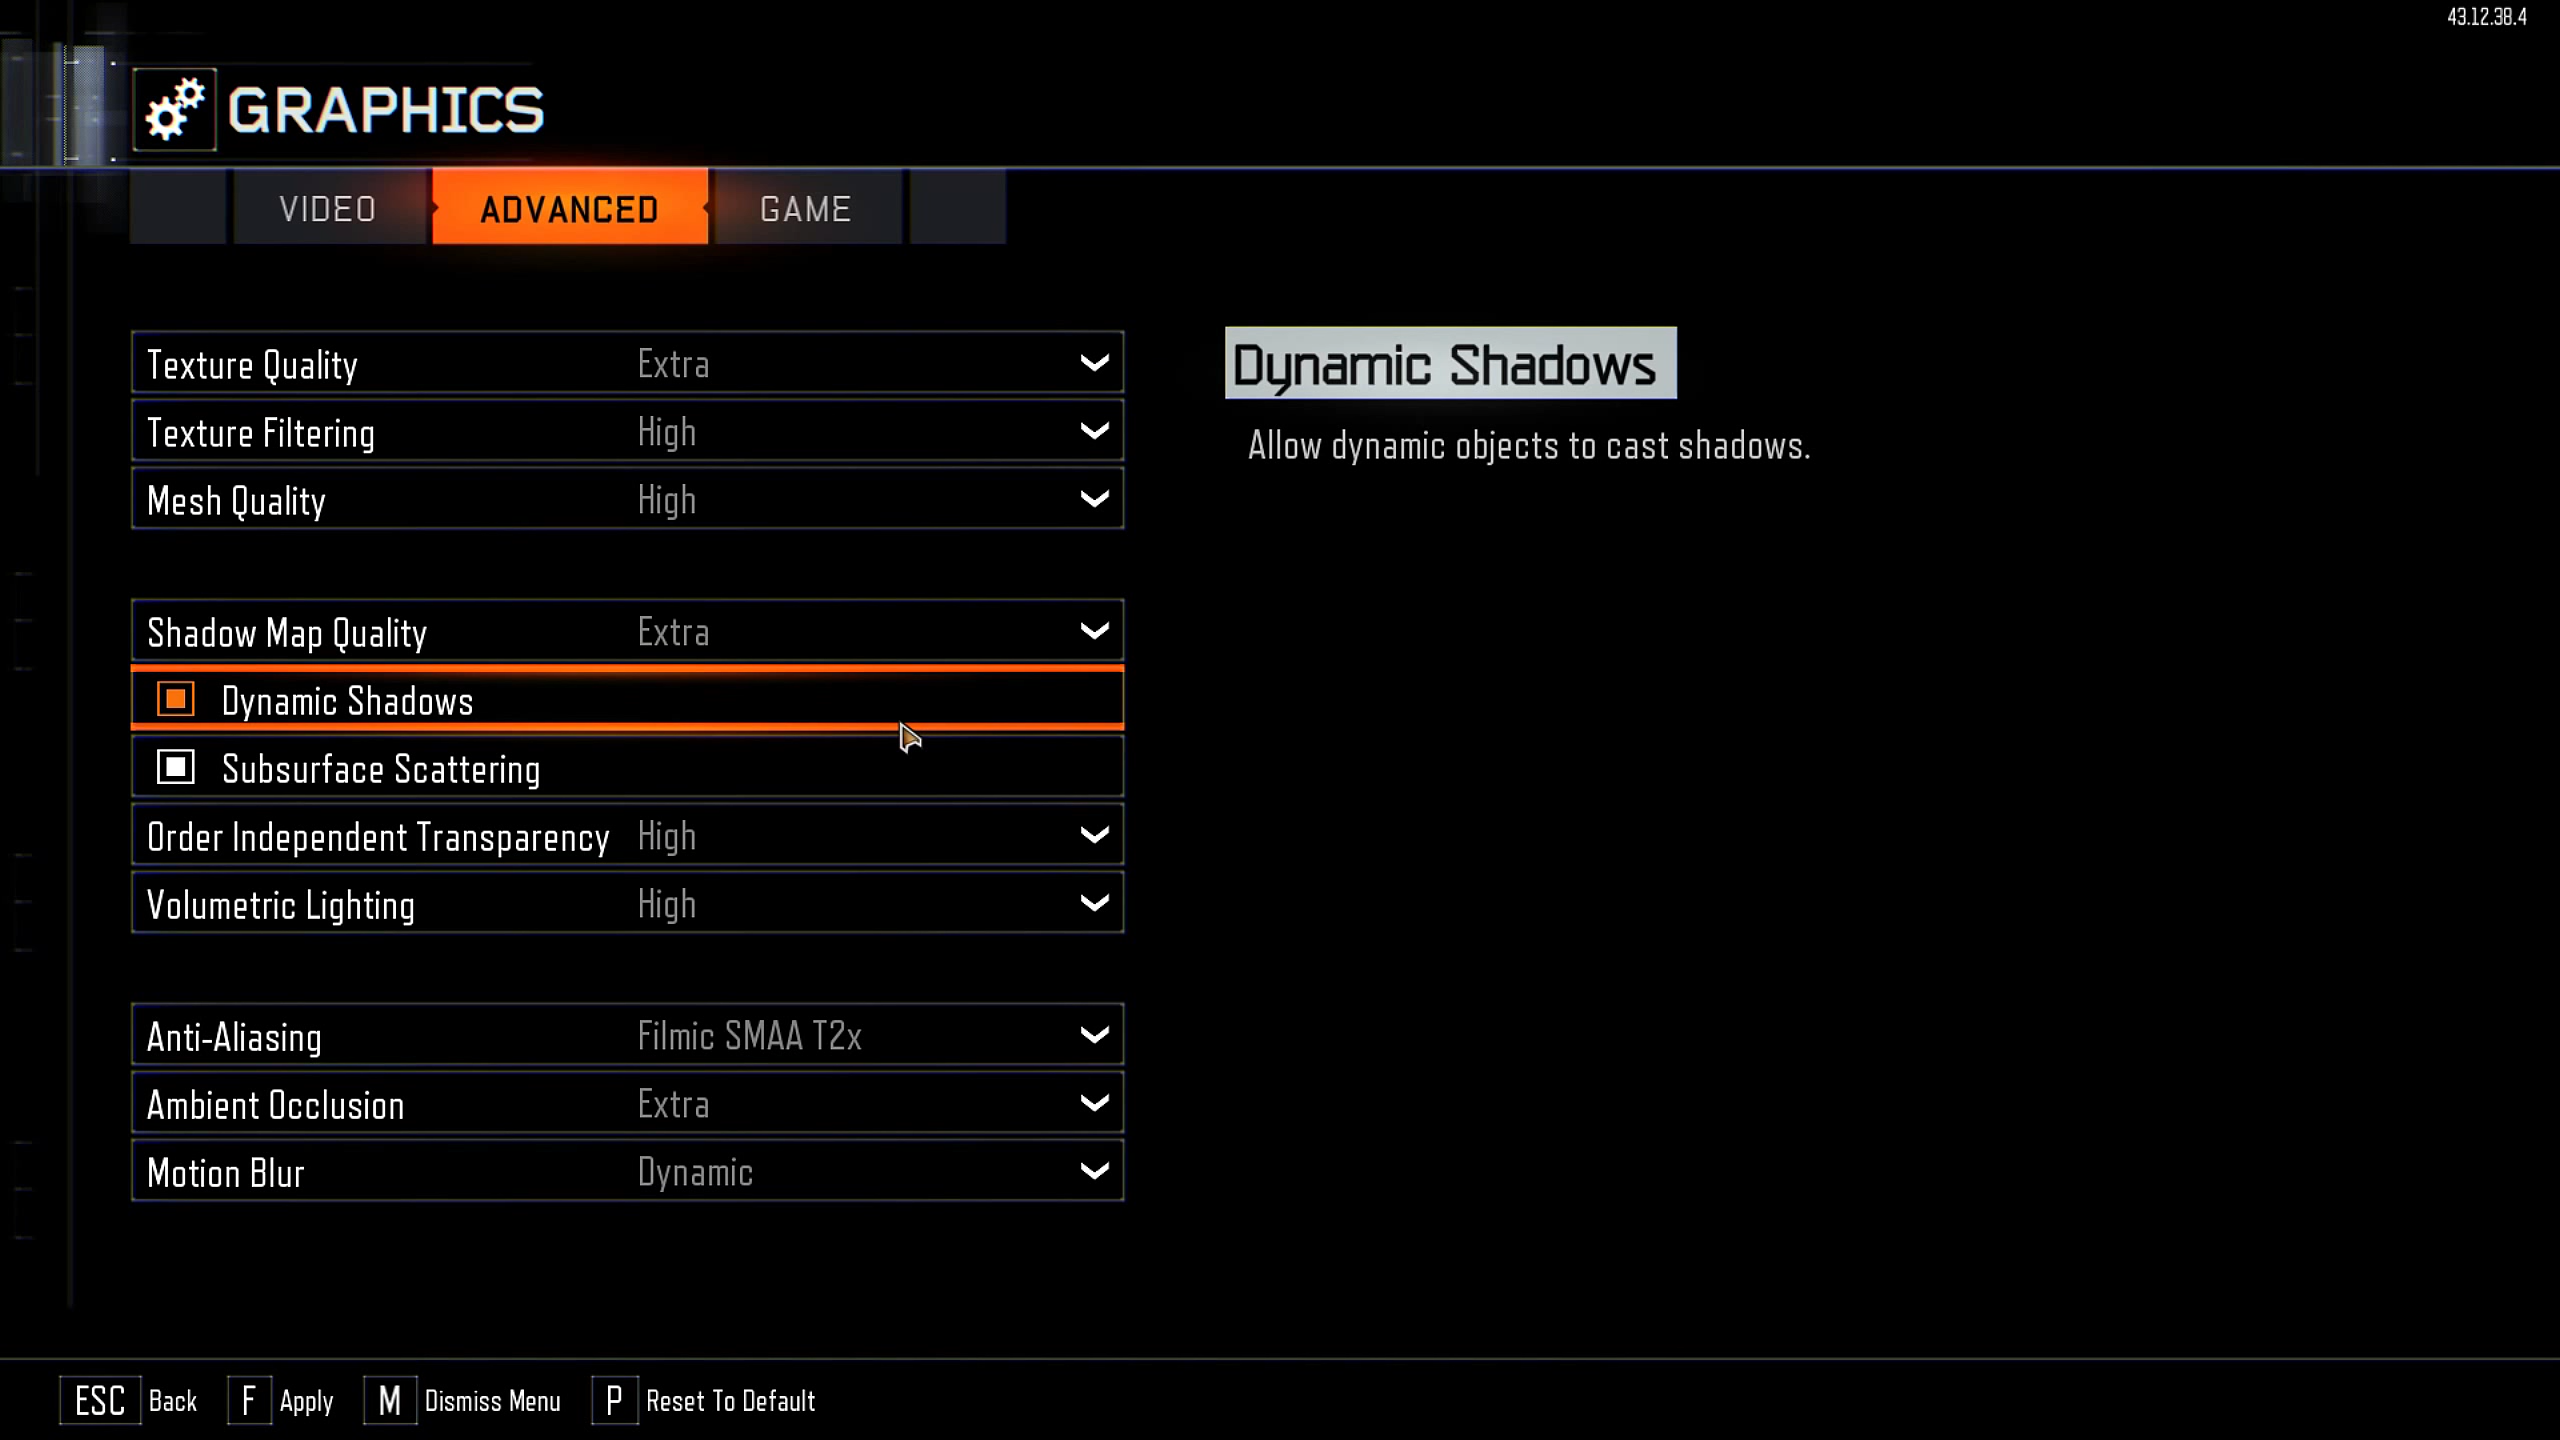 43.12.38.4
GRAPHICS
VIDEO ADVANCED GAME
Texture Quality Extra
Texture Filtering High
Mesh Quality High
Shadow Map Quality Extra
Dynamic Shadows
Subsurface Scattering
Order Independent Transparency High
Volumetric Lighting High
Anti-Aliasing Filmic SMAA T2x
Ambient Occlusion Extra
Motion Blur Dynamic
Dynamic Shadows
Allow dynamic objects to cast shadows.
ESC Back F Apply M Dismiss Menu P Reset To Default